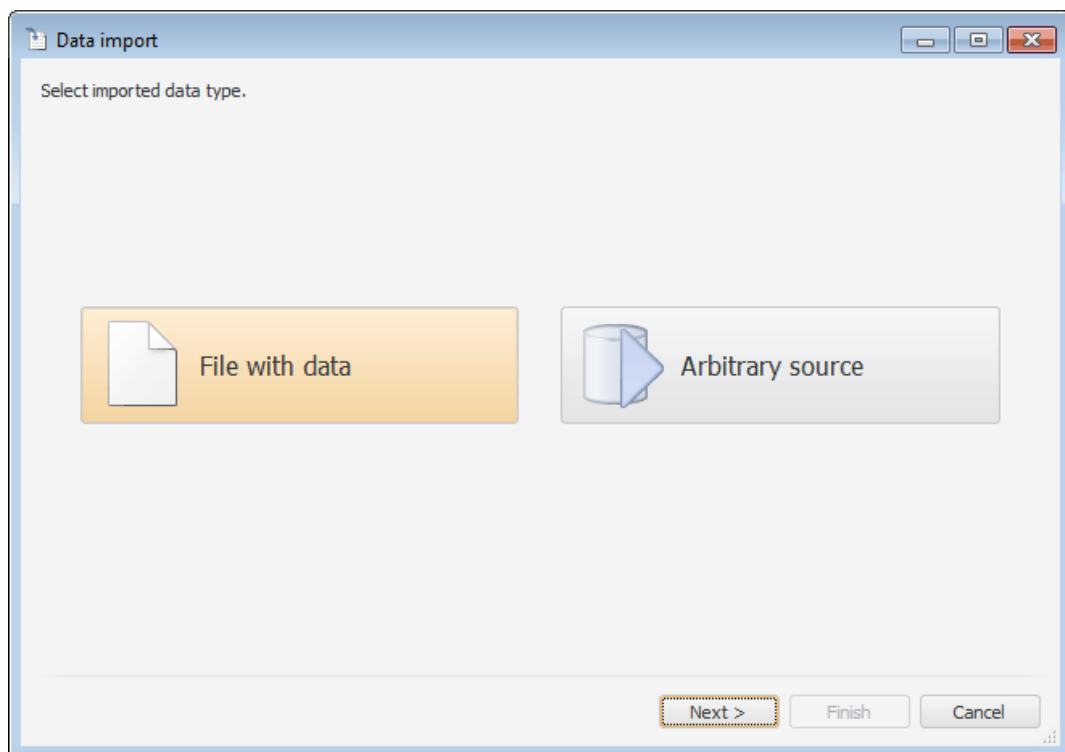 Data import
Select imported data type.
File with data
Arbitrary source
Next >
Finish
Cancel